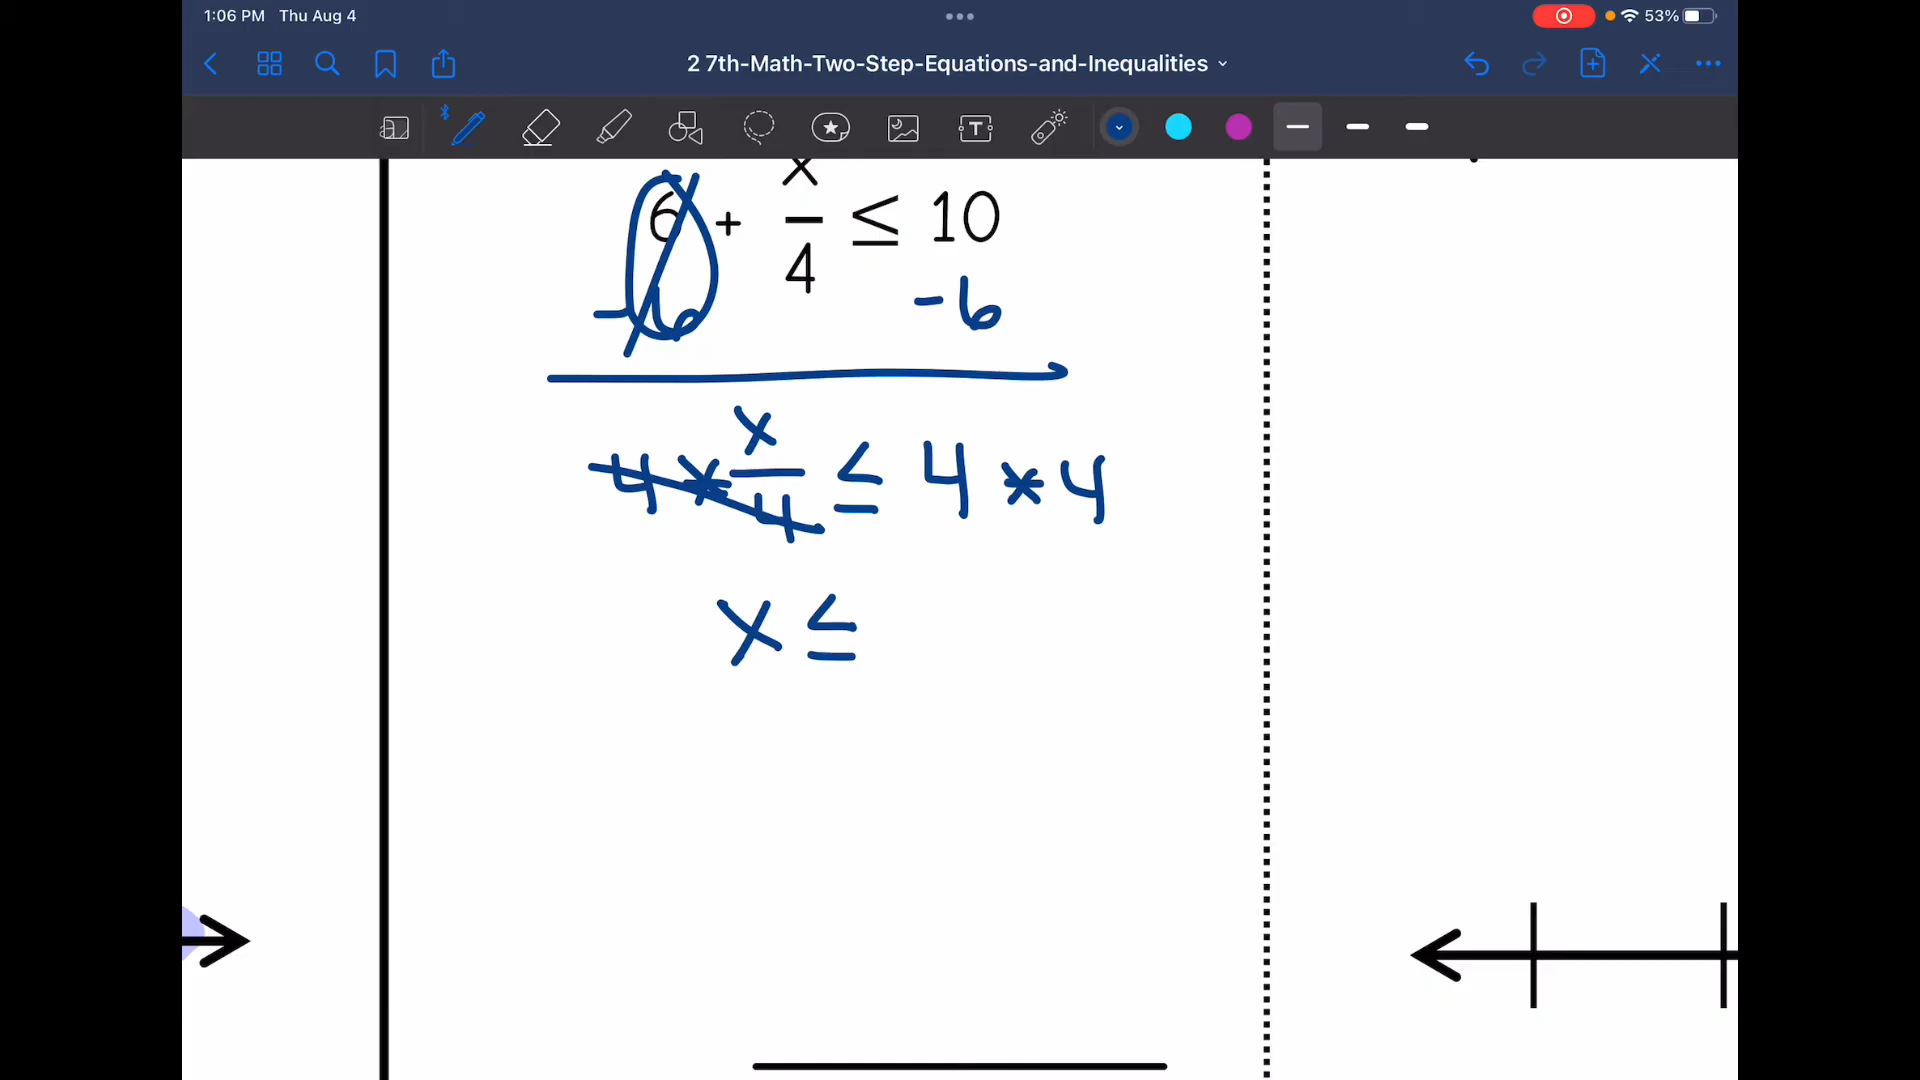 1:06 PM Thu Aug 4
53%
2 7th-Math-Two-Step-Equations-and-Inequalities
6 + x/4 ≤ 10
-6 -6
4 * x/4 ≤ 4 * 4
x ≤